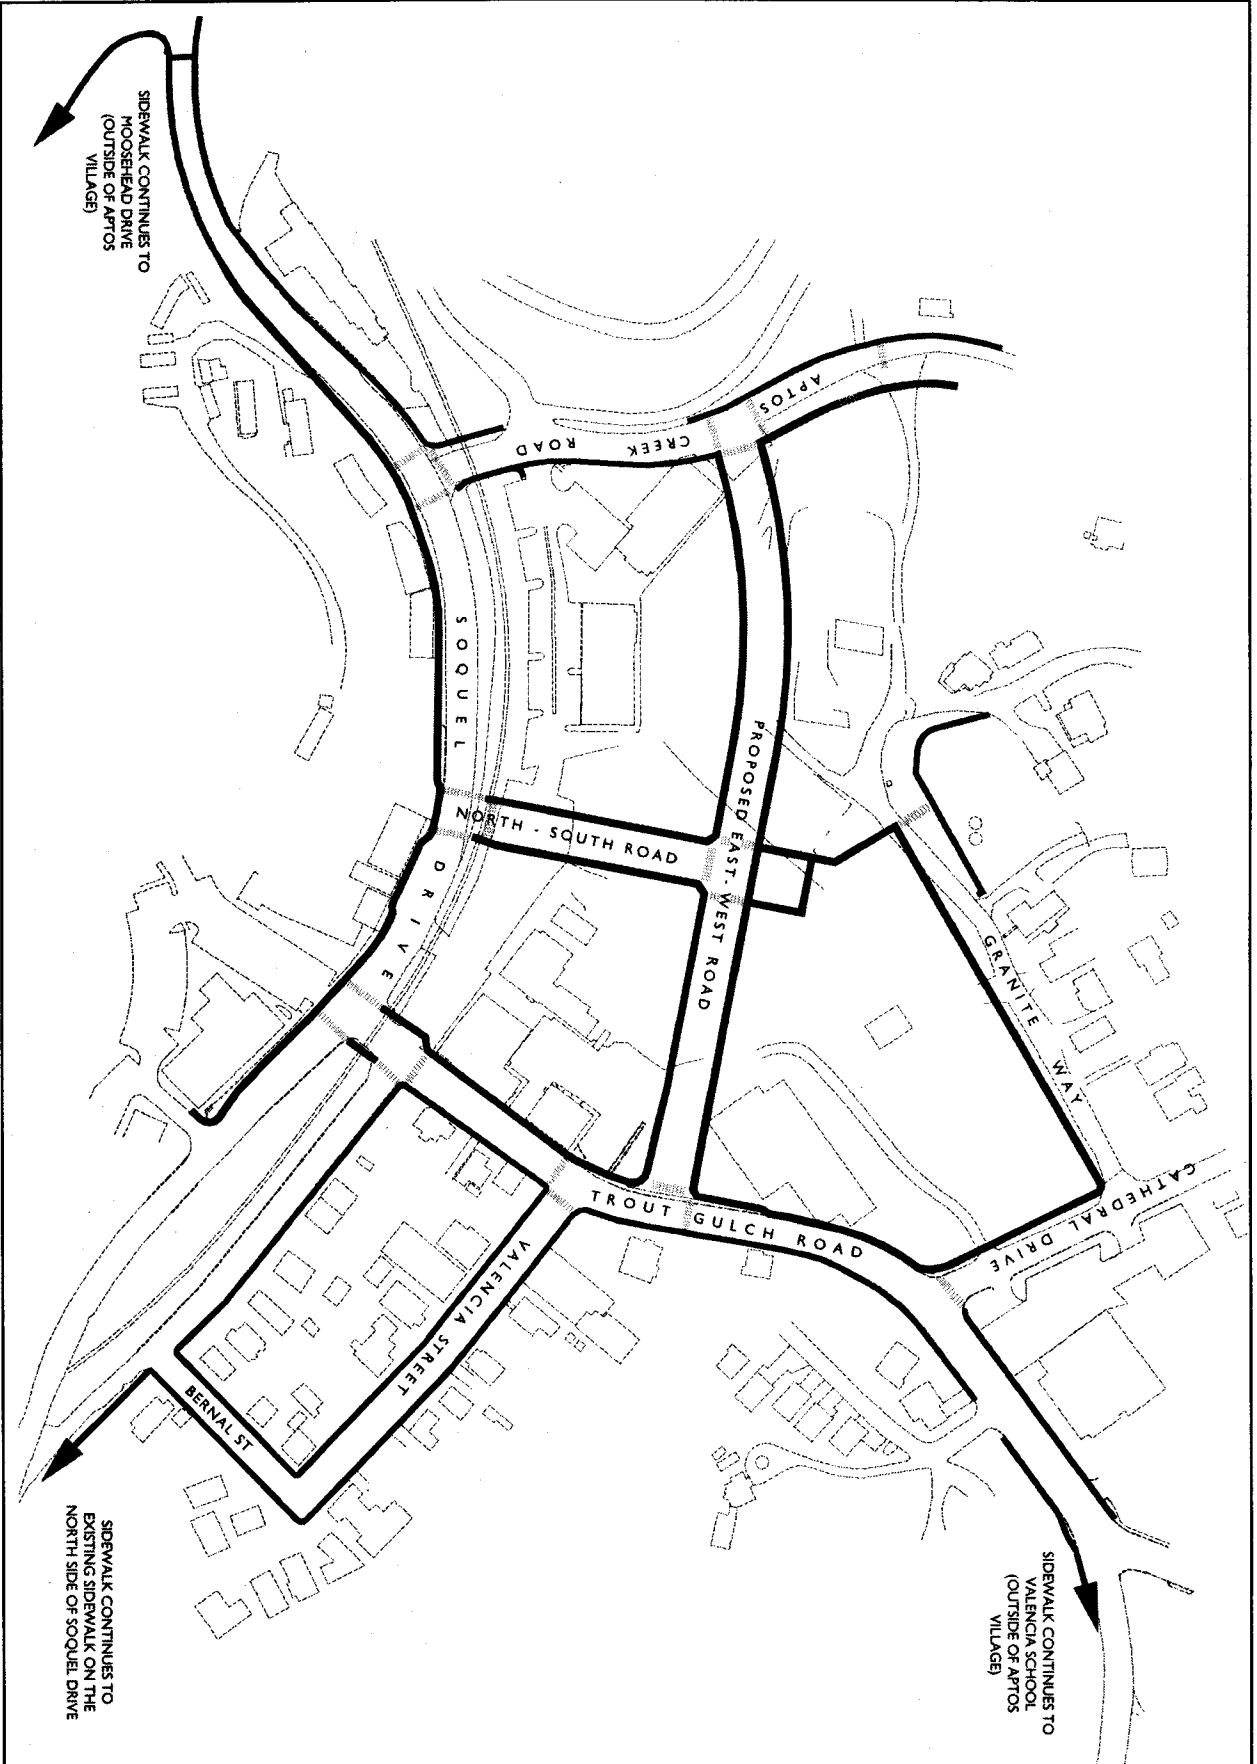 SIDEWALK CONTINUES TO
MOOSEHEAD DRIVE
(OUTSIDE OF APTOS
VILLAGE)
APTOS
CREEK ROAD
SOQUEL DRIVE
NORTH - SOUTH ROAD
PROPOSED EAST-WEST ROAD
GRANITE WAY
CATHEDRAL DRIVE
TROUT GULCH ROAD
VALENCIA STREET
BERNAL ST
SIDEWALK CONTINUES TO
VALENCIA SCHOOL
(OUTSIDE OF APTOS
VILLAGE)
SIDEWALK CONTINUES TO
EXISTING SIDEWALK ON THE
NORTH SIDE OF SOQUEL DRIVE